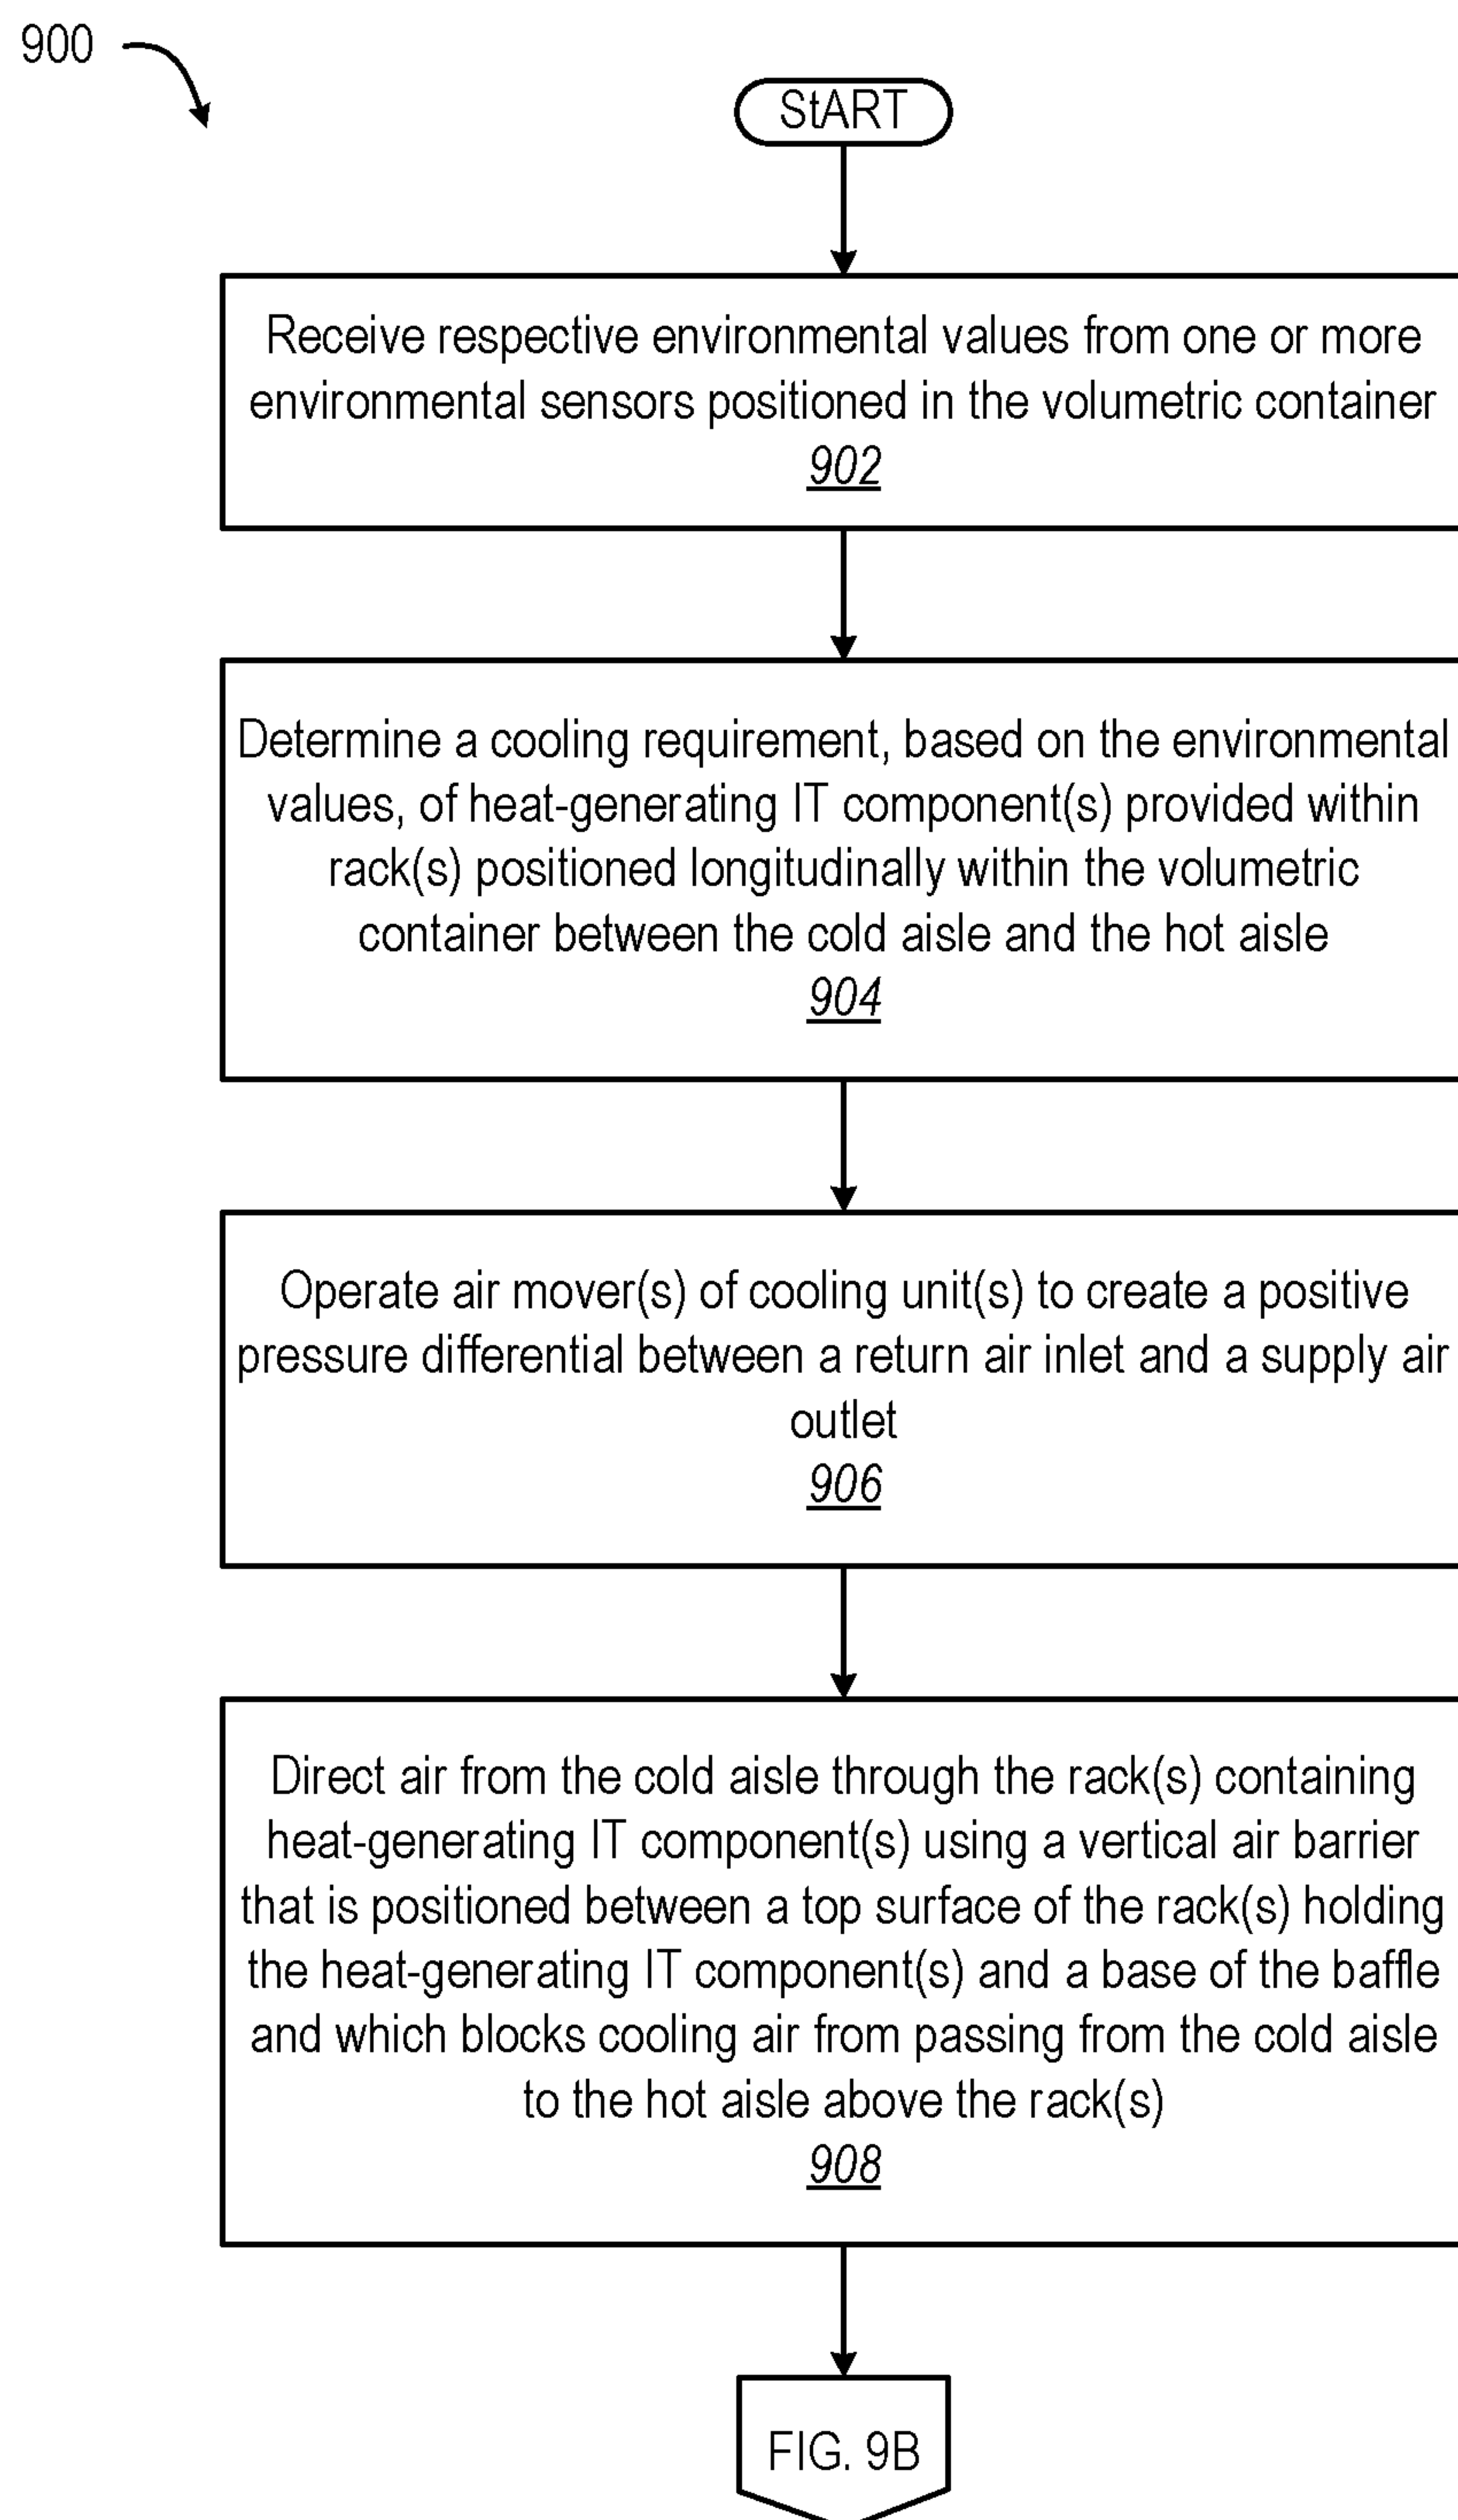 900
StART
Receive respective environmental values from one or more
environmental sensors positioned in the volumetric container
902
Determine a cooling requirement, based on the environmental
values, of heat-generating IT component(s) provided within
rack(s) positioned longitudinally within the volumetric
container between the cold aisle and the hot aisle
904
Operate air mover(s) of cooling unit(s) to create a positive
pressure differential between a return air inlet and a supply air
outlet
906
Direct air from the cold aisle through the rack(s) containing
heat-generating IT component(s) using a vertical air barrier
that is positioned between a top surface of the rack(s) holding
the heat-generating IT component(s) and a base of the baffle
and which blocks cooling air from passing from the cold aisle
to the hot aisle above the rack(s)
908
FIG. 9B